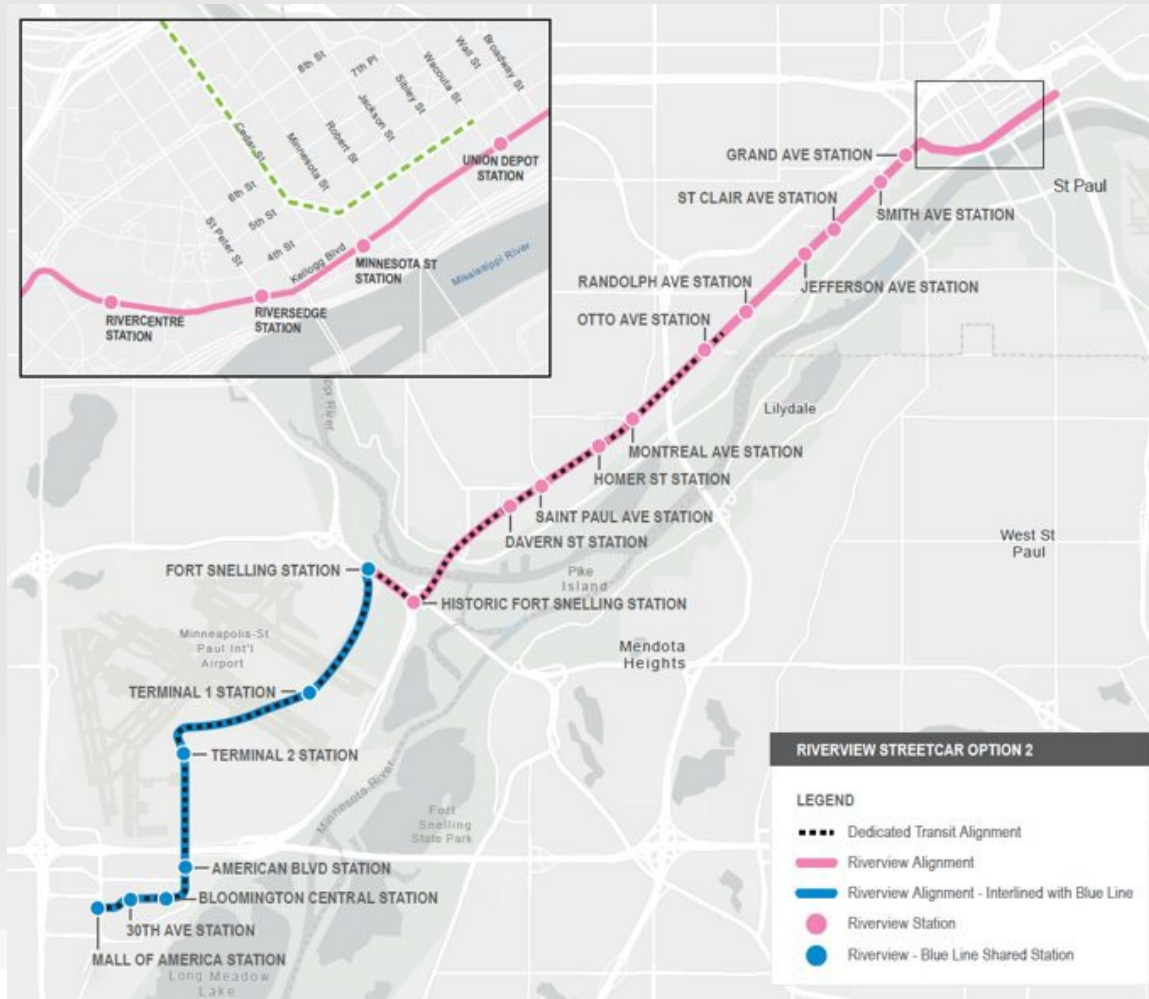 8th St
7th Pl
Wall St
Broadway St
Wacouta St
Sibley St
Jackson St
Robert St
Minnesota St
Cedar St
6th St
5th St
St Peter St
4th St
Kellogg Blvd
UNION DEPOT
STATION
MINNESOTA ST
STATION
Mississippi River
RIVERSEDGE
STATION
RIVERCENTRE
STATION
GRAND AVE STATION
St Paul
ST CLAIR AVE STATION
SMITH AVE STATION
RANDOLPH AVE STATION
JEFFERSON AVE STATION
OTTO AVE STATION
Lilydale
ppi River
MONTREAL AVE STATION
HOMER ST STATION
SAINT PAUL AVE STATION
DAVERN ST STATION
West St
Paul
FORT SNELLING STATION
Pike
Island
HISTORIC FORT SNELLING STATION
Minneapolis-St
Paul Int'l
Airport
Mendota
Heights
TERMINAL 1 STATION
TERMINAL 2 STATION
Minnesota River
Fort
Snelling
State Park
AMERICAN BLVD STATION
BLOOMINGTON CENTRAL STATION
30TH AVE STATION
MALL OF AMERICA STATION
Long Meadow
Lake
RIVERVIEW STREETCAR OPTION 2
LEGEND
Dedicated Transit Alignment
Riverview Alignment
Riverview Alignment - Interlined with Blue Line
Riverview Station
Riverview - Blue Line Shared Station